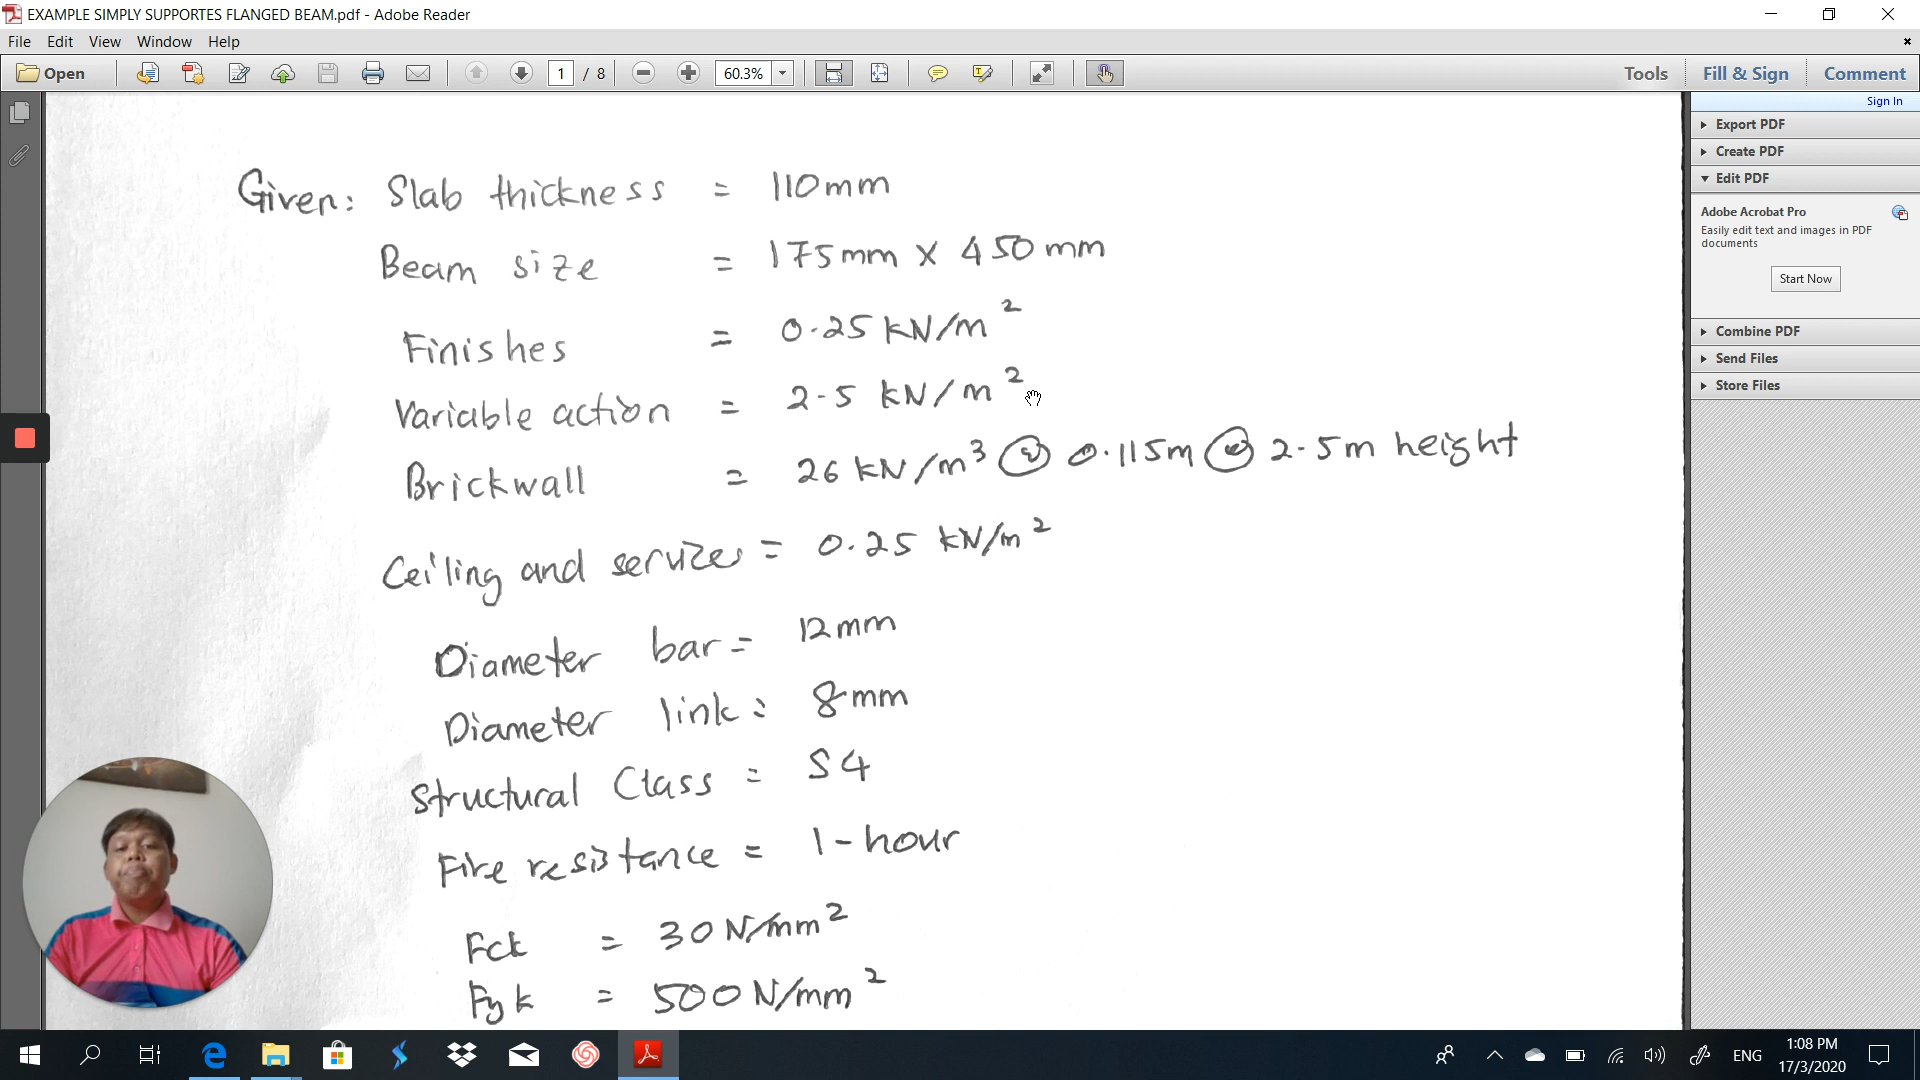 EXAMPLE SIMPLY SUPPORTES FLANGED BEAM.pdf - Adobe Reader
File Edit View Window Help
Open 1 / 8 60.3% Tools Fill & Sign Comment
Sign In
Export PDF
Create PDF
Edit PDF
Adobe Acrobat Pro
Easily edit text and images in PDF
documents
Start Now
Combine PDF
Send Files
Store Files
Given: Slab thickness = 110mm
Beam size = 175mm x 450mm
Finishes = 0.25 kN/m²
Variable action = 2.5 kN/m²
Brickwall = 26 kN/m³ @ 0.115m @ 2.5m height
Ceiling and services = 0.25 kN/m²
Diameter bar = 12mm
Diameter link = 8mm
Structural Class = S4
Fire resistance = 1-hour
Fck = 30 N/mm²
Fyk = 500 N/mm²
ENG
1:08 PM
17/3/2020